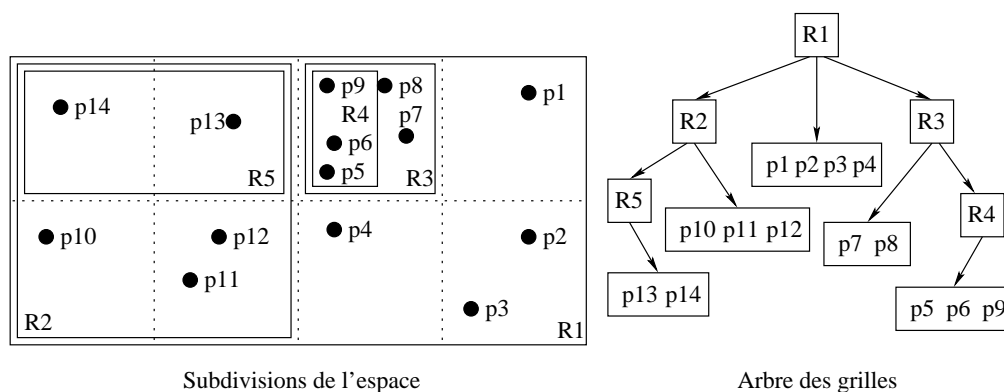 p14
p13
R5
p9
p8
R4
p7
p6
p5
R3
p1
p10
p12
p11
R2
p4
p2
p3
R1
Subdivisions de l'espace
R1
R2
R3
p1 p2 p3 p4
R5
R4
p10 p11 p12
p7 p8
p13 p14
p5 p6 p9
Arbre des grilles